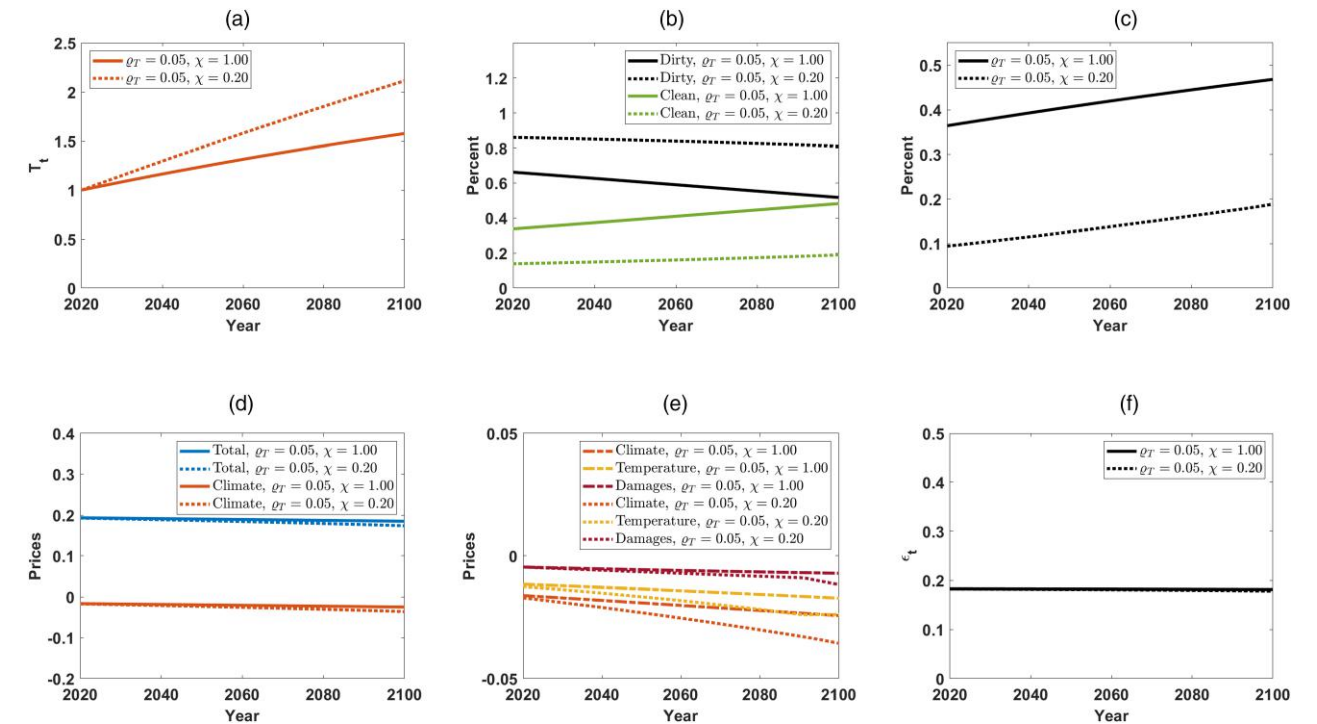 (a)
ϱ_T = 0.05, χ = 1.00
ϱ_T = 0.05, χ = 0.20
2.5
2
1.5
1
0.5
0
T_t
2020 2040 2060 2080 2100
Year
(b)
Dirty, ϱ_T = 0.05, χ = 1.00
Dirty, ϱ_T = 0.05, χ = 0.20
Clean, ϱ_T = 0.05, χ = 1.00
Clean, ϱ_T = 0.05, χ = 0.20
1.2
1
0.8
0.6
0.4
0.2
0
Percent
2020 2040 2060 2080 2100
Year
(c)
ϱ_T = 0.05, χ = 1.00
ϱ_T = 0.05, χ = 0.20
0.5
0.4
0.3
0.2
0.1
0
Percent
2020 2040 2060 2080 2100
Year
(d)
Total, ϱ_T = 0.05, χ = 1.00
Total, ϱ_T = 0.05, χ = 0.20
Climate, ϱ_T = 0.05, χ = 1.00
Climate, ϱ_T = 0.05, χ = 0.20
0.4
0.3
0.2
0.1
0
-0.1
-0.2
Prices
2020 2040 2060 2080 2100
Year
(e)
Climate, ϱ_T = 0.05, χ = 1.00
Temperature, ϱ_T = 0.05, χ = 1.00
Damages, ϱ_T = 0.05, χ = 1.00
Climate, ϱ_T = 0.05, χ = 0.20
Temperature, ϱ_T = 0.05, χ = 0.20
Damages, ϱ_T = 0.05, χ = 0.20
0.05
0
-0.05
Prices
2020 2040 2060 2080 2100
Year
(f)
ϱ_T = 0.05, χ = 1.00
ϱ_T = 0.05, χ = 0.20
0.5
0.4
0.3
0.2
0.1
0
ϵ_t
2020 2040 2060 2080 2100
Year